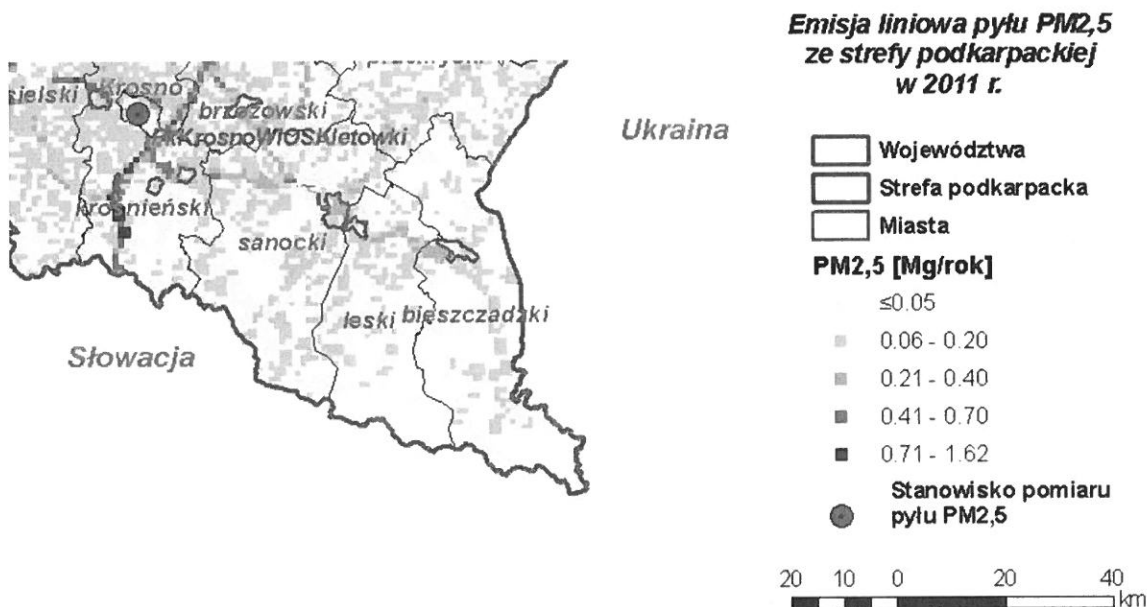 Emisja liniowa pyłu PM2,5
ze strefy podkarpackiej
w 2011 r.
Krosno
sielski
brzozowski
PkKrosnoWIOSKletowki
Ukraina
krośnieński
sanocki
leski
bieszczadzki
Słowacja
Województwa
Strefa podkarpacka
Miasta
PM2,5 [Mg/rok]
≤0.05
0.06 - 0.20
0.21 - 0.40
0.41 - 0.70
0.71 - 1.62
Stanowisko pomiaru
pyłu PM2,5
20 10 0 20 40
km